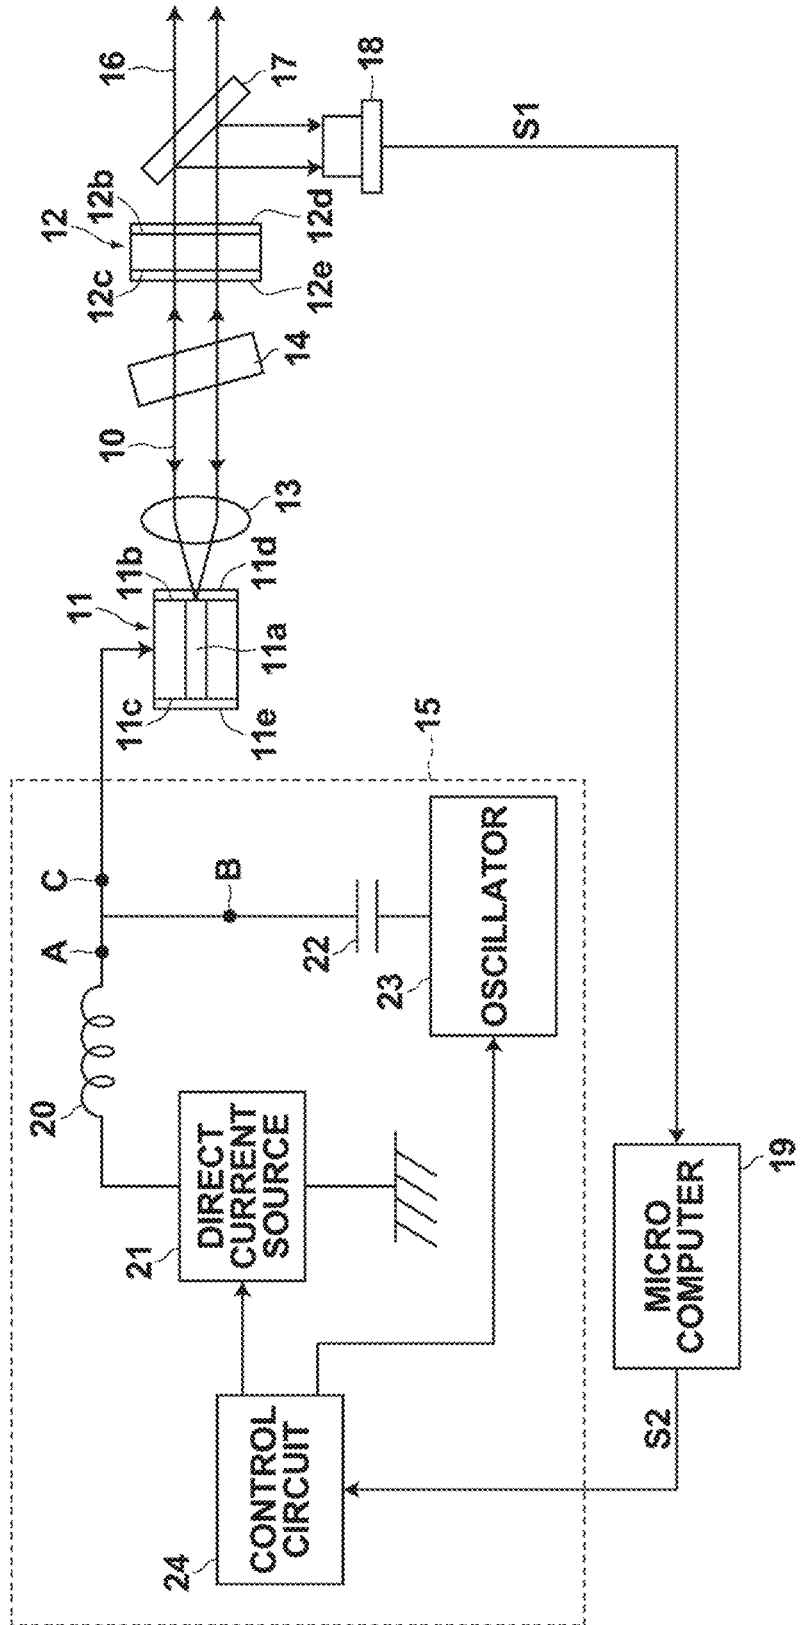 16
17
18
S1
12
12b
12c
12d
12e
14
10
13
11
11b
11c
11d
11a
11e
15
C
A
B
20
22
23
OSCILLATOR
21
DIRECT
CURRENT
SOURCE
19
MICRO
COMPUTER
S2
24
CONTROL
CIRCUIT